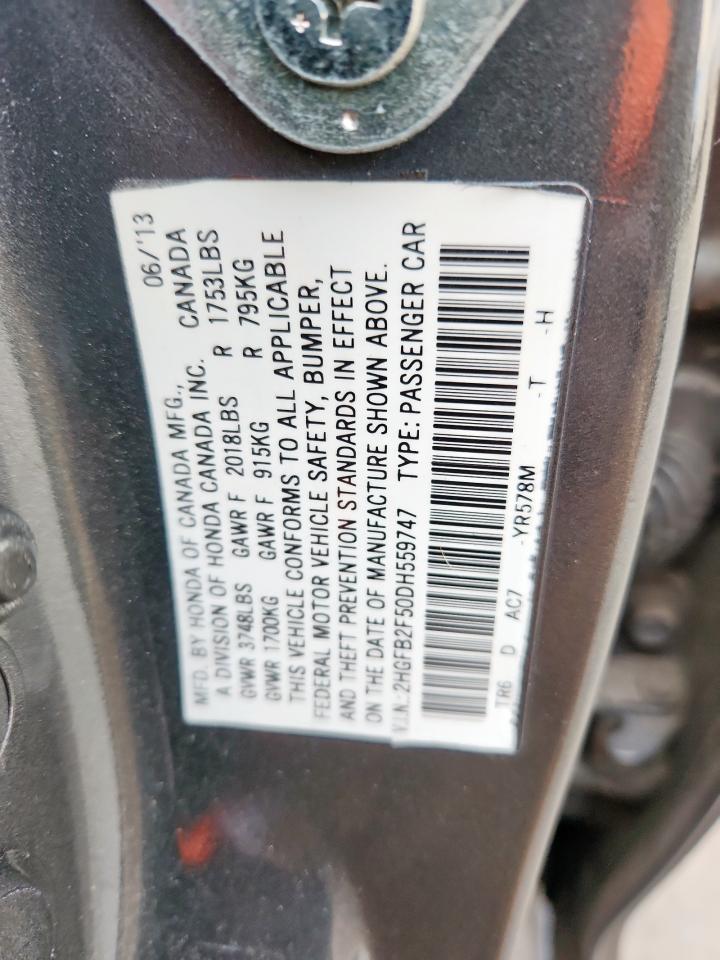 MFD. BY HONDA OF CANADA MFG., 06/'13
A DIVISION OF HONDA CANADA INC. CANADA
GVWR 3748LBS GAWR F 2018LBS R 1753LBS
GVWR 1700KG GAWR F 915KG R 795KG
THIS VEHICLE CONFORMS TO ALL APPLICABLE
FEDERAL MOTOR VEHICLE SAFETY, BUMPER,
AND THEFT PREVENTION STANDARDS IN EFFECT
ON THE DATE OF MANUFACTURE SHOWN ABOVE.
V.I.N.:2HGFB2F50DH559747 TYPE: PASSENGER CAR
TR6 D AC7 -YR578M -T -H